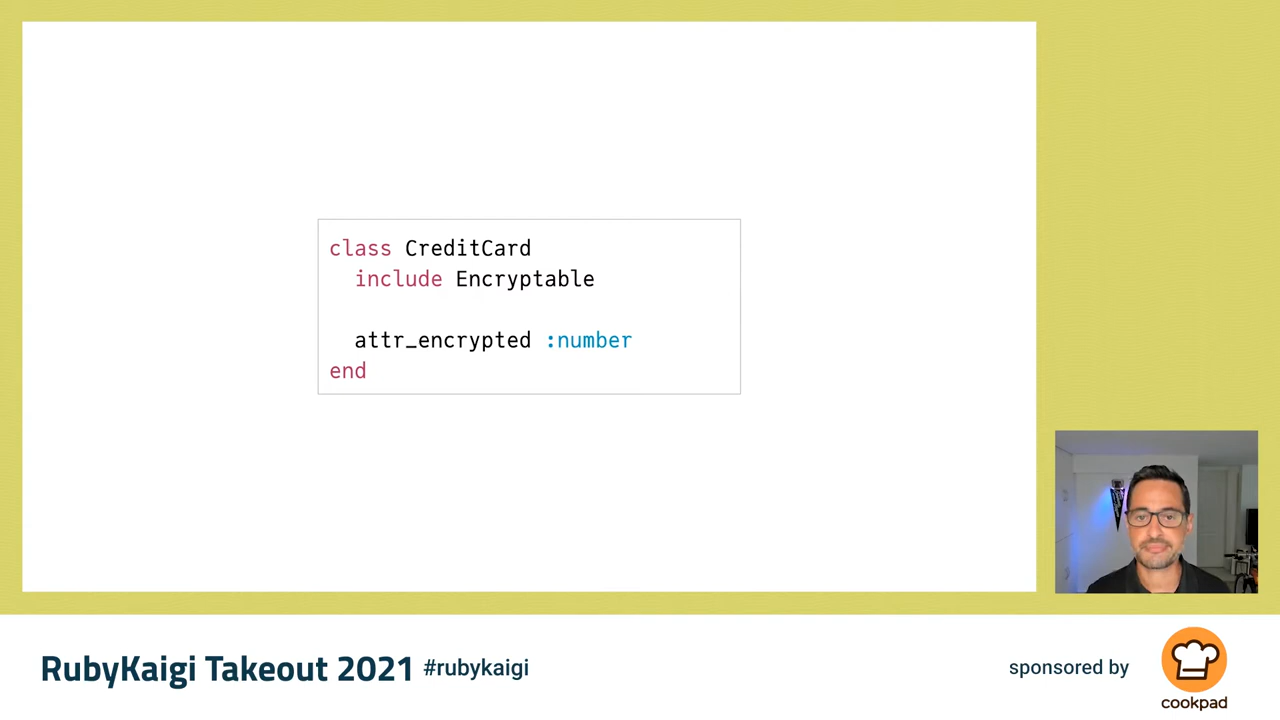 class CreditCard
  include Encryptable

  attr_encrypted :number
end
RubyKaigi Takeout 2021 #rubykaigi
sponsored by
cookpad